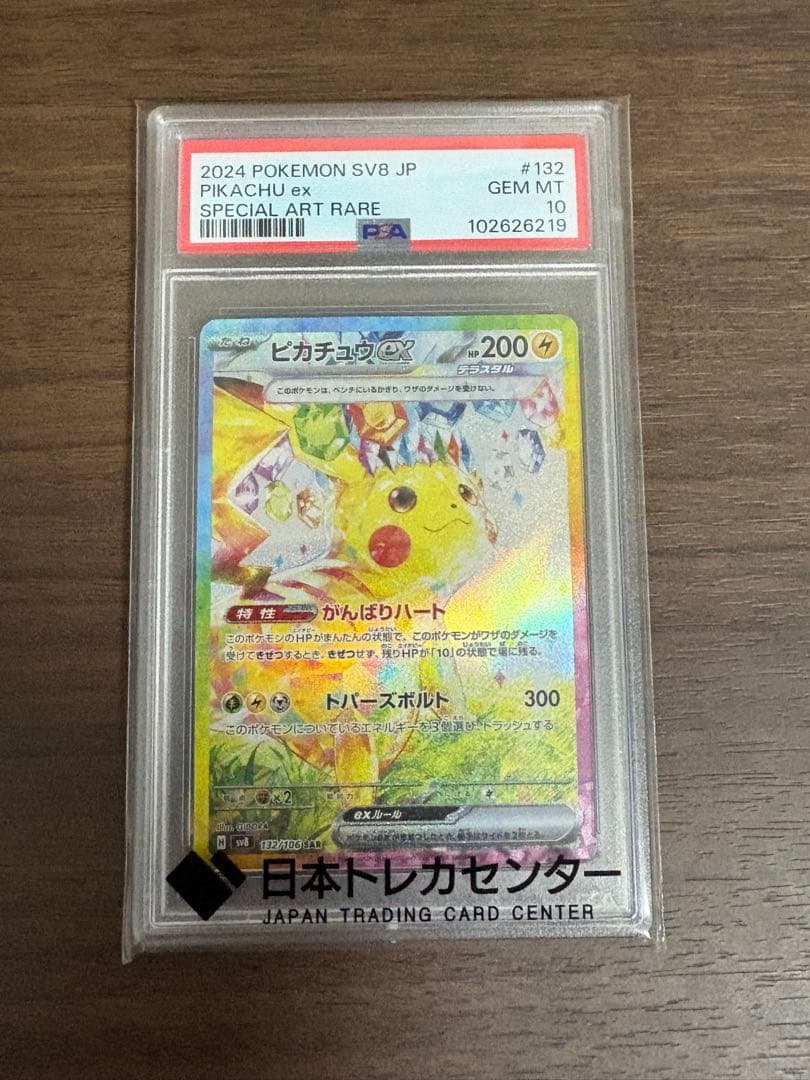 2024 POKEMON SV8 JP #132
PIKACHU ex GEM MT
SPECIAL ART RARE 10
PSA 102626219
たね ピカチュウex HP200
テラスタル
このポケモンは、ベンチにいるかぎり、ワザのダメージを受けない。
特性 がんばりハート
このポケモンのHPがまんたんの状態で、このポケモンがワザのダメージを
受けてきぜつするとき、きぜつせず、残りHPが「10」の状態で場に残る。
トパーズボルト 300
このポケモンについているエネルギーを3個選び、トラッシュする。
×2
exルール
Illus. GIDORA
H sv8 132/106 SAR
日本トレカセンター
JAPAN TRADING CARD CENTER